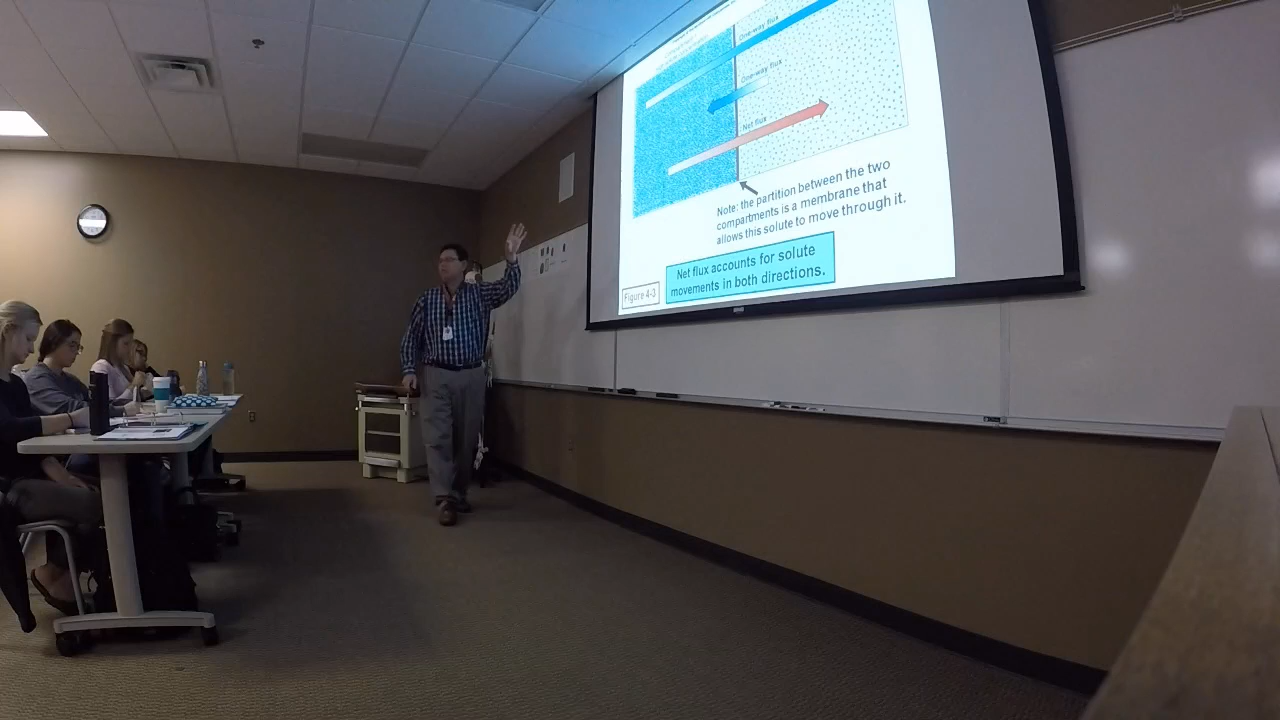 One-way flux
One-way flux
Net flux
Note: the partition between the two
compartments is a membrane that
allows this solute to move through it.
Net flux accounts for solute
movements in both directions.
Figure 4-3